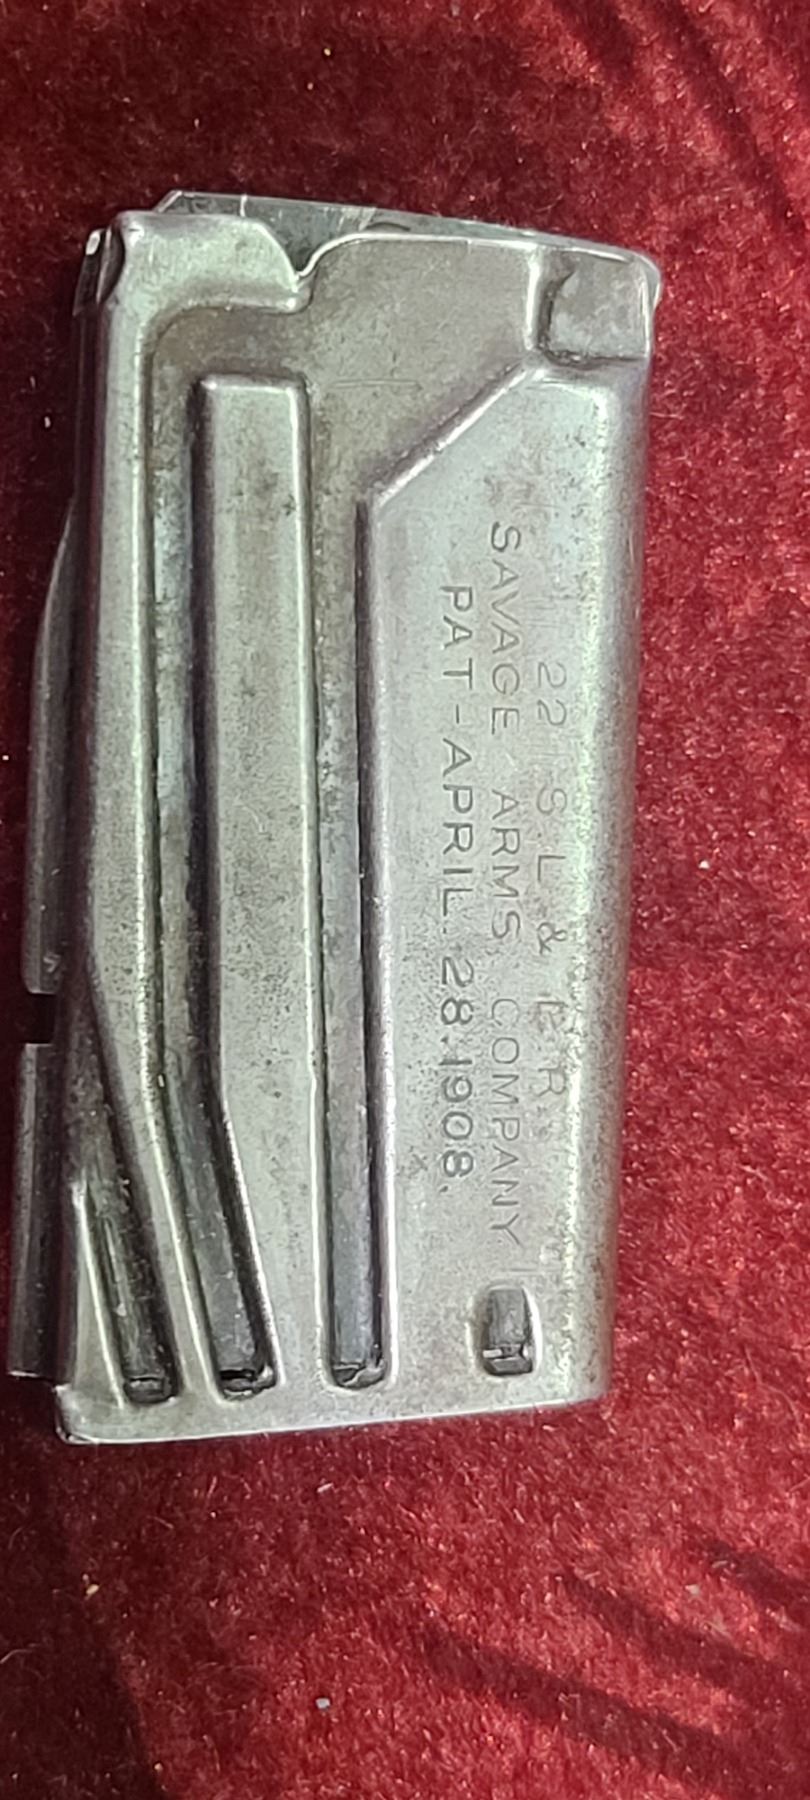 22 S. L. & L. R.
SAVAGE ARMS COMPANY
PAT-APRIL. 28.1908.